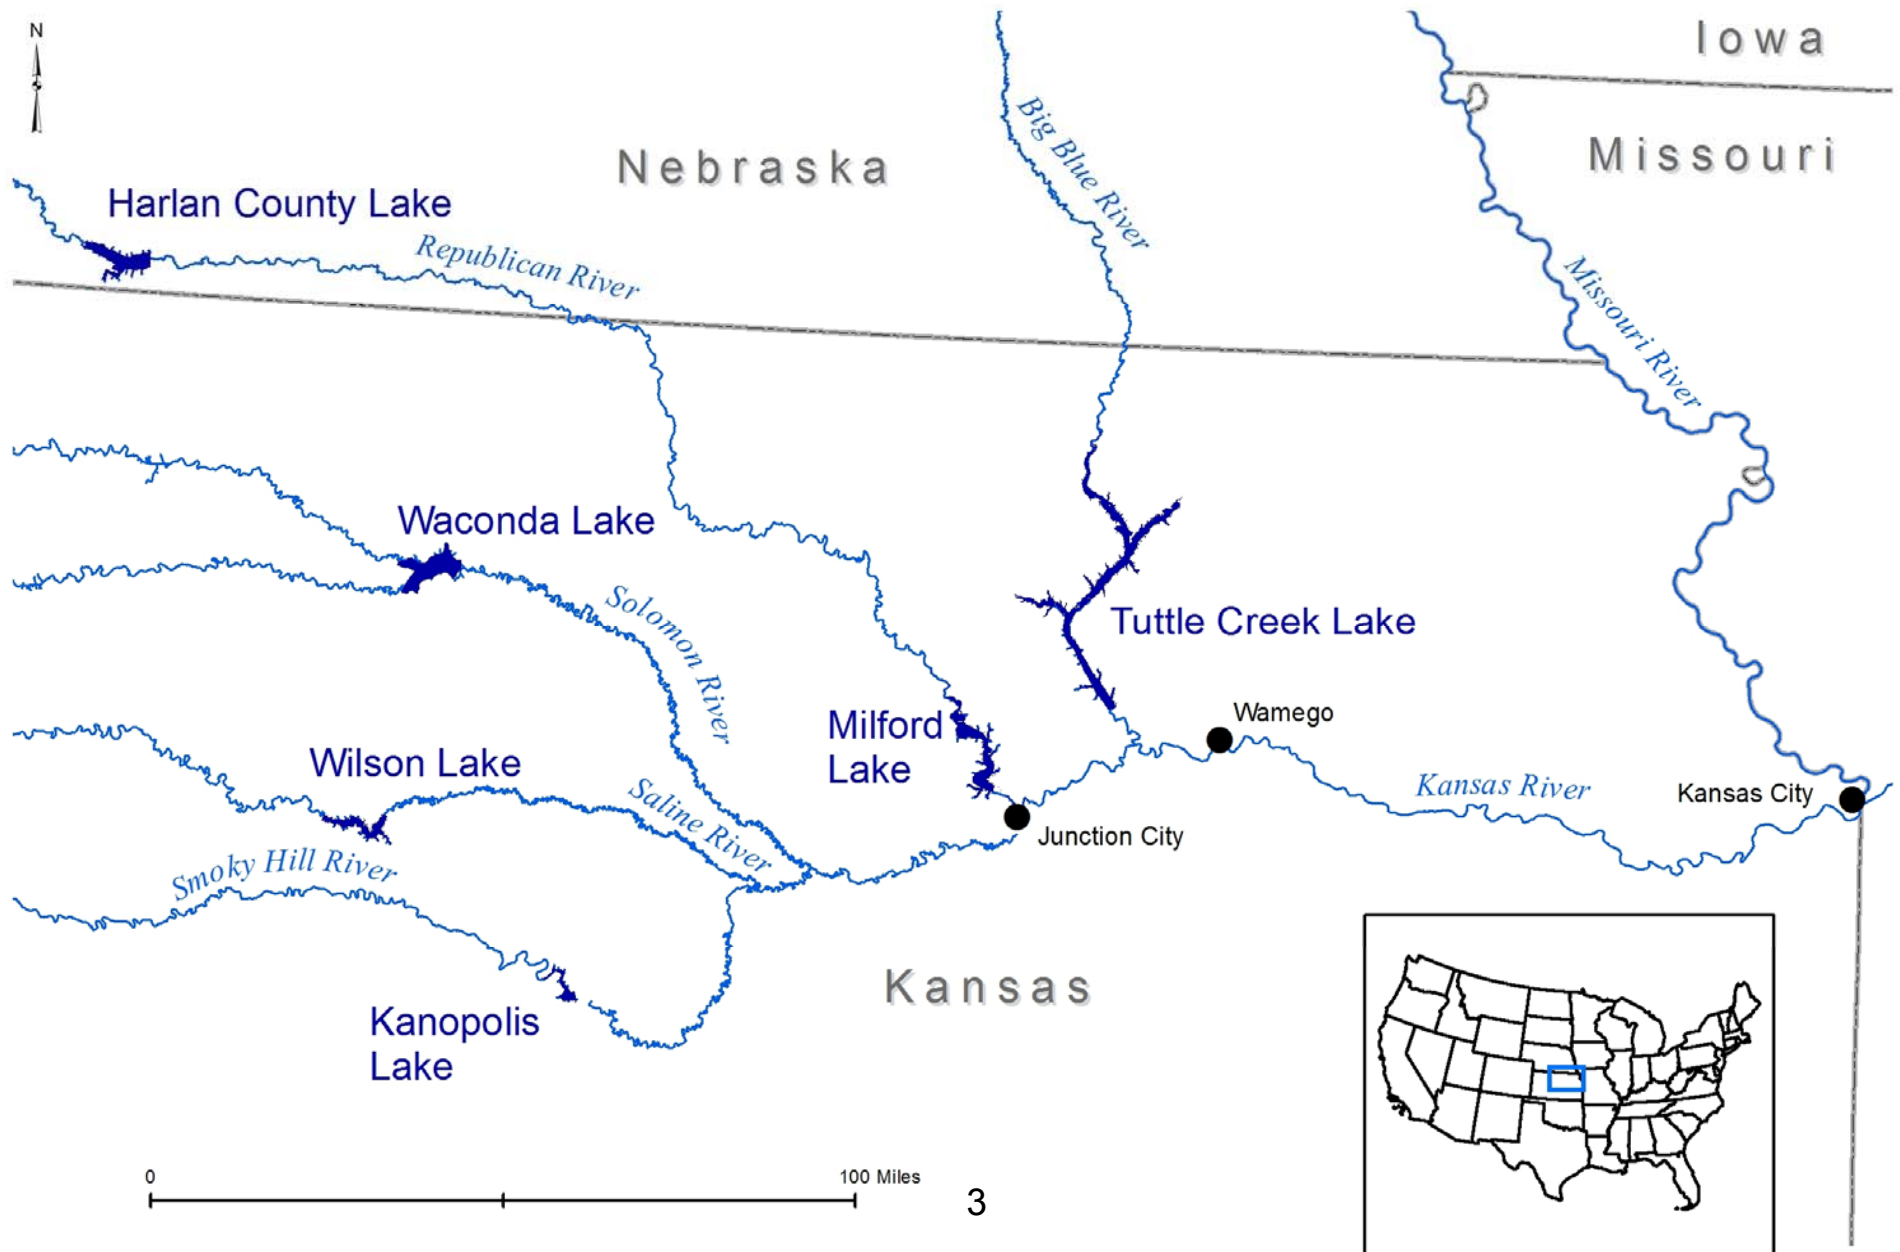 N
Iowa
Missouri
Nebraska
Big Blue River
Harlan County Lake
Republican River
Missouri River
Waconda Lake
Solomon River
Tuttle Creek Lake
Milford
Lake
Wamego
Wilson Lake
Saline River
Kansas River
Kansas City
Junction City
Smoky Hill River
Kansas
Kanopolis
Lake
0
100 Miles
3